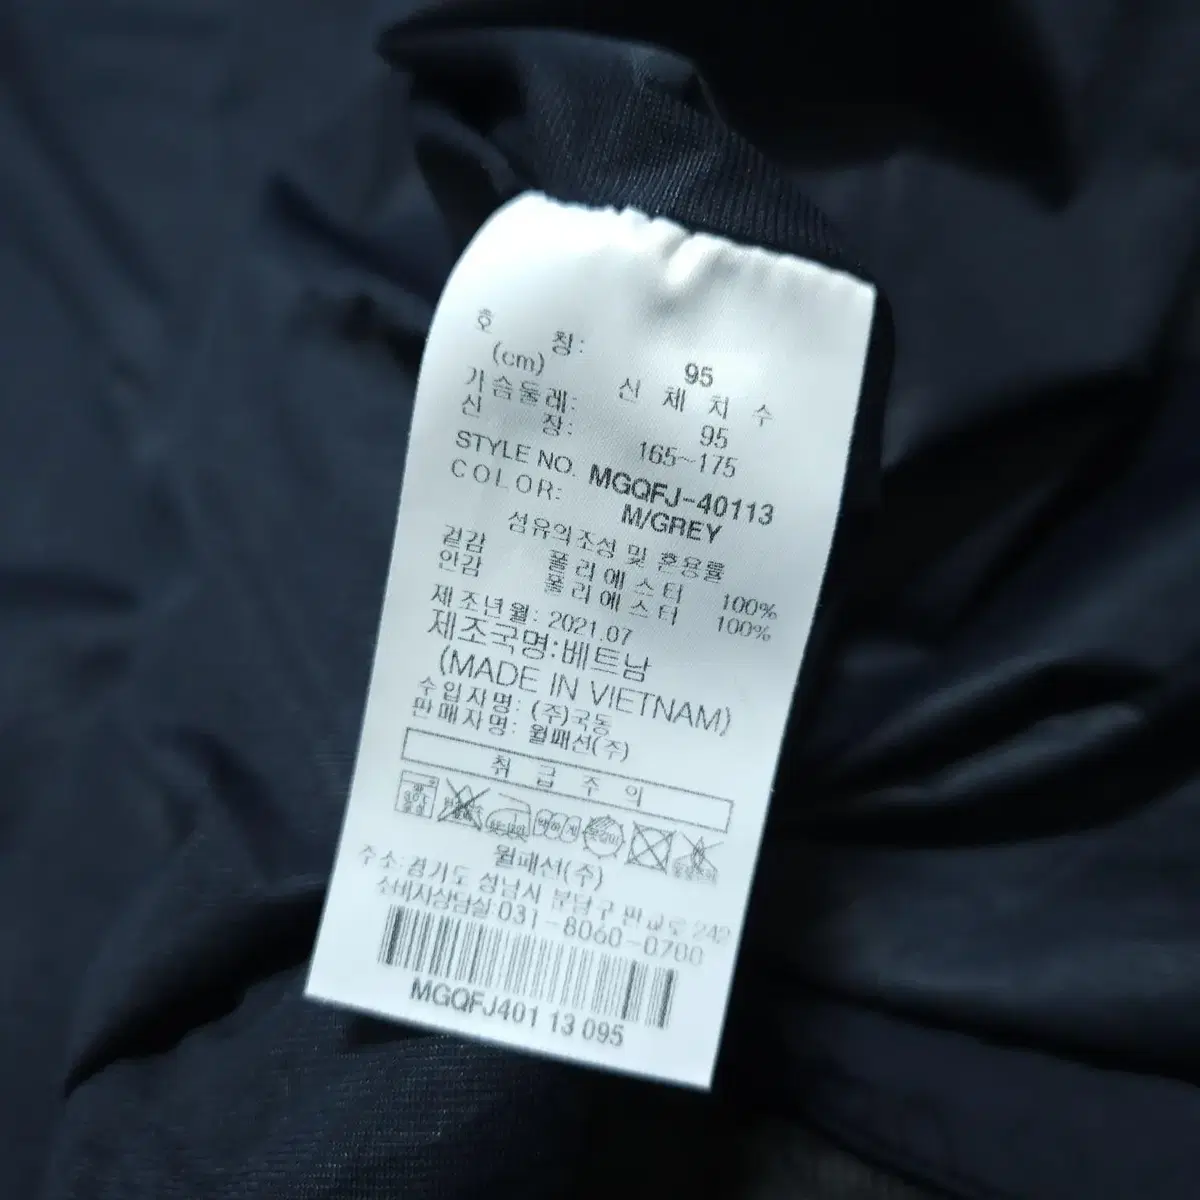 호 칭: 95
(cm) 신 체 치 수
가슴둘레: 95
신 장: 165~175
STYLE NO. MGQFJ-40113
COLOR: M/GREY
섬유의조성 및 혼용률
겉감 폴리에스터 100%
안감 폴리에스터 100%
제조년월: 2021.07
제조국명:베트남
(MADE IN VIETNAM)
수입자명: (주)국동
판매자명: 월패션(주)
취 급 주 의
월패션(주)
주소:경기도 성남시 분당구 판교로 242
소비자상담실:031-8060-0700
MGQFJ401 13 095